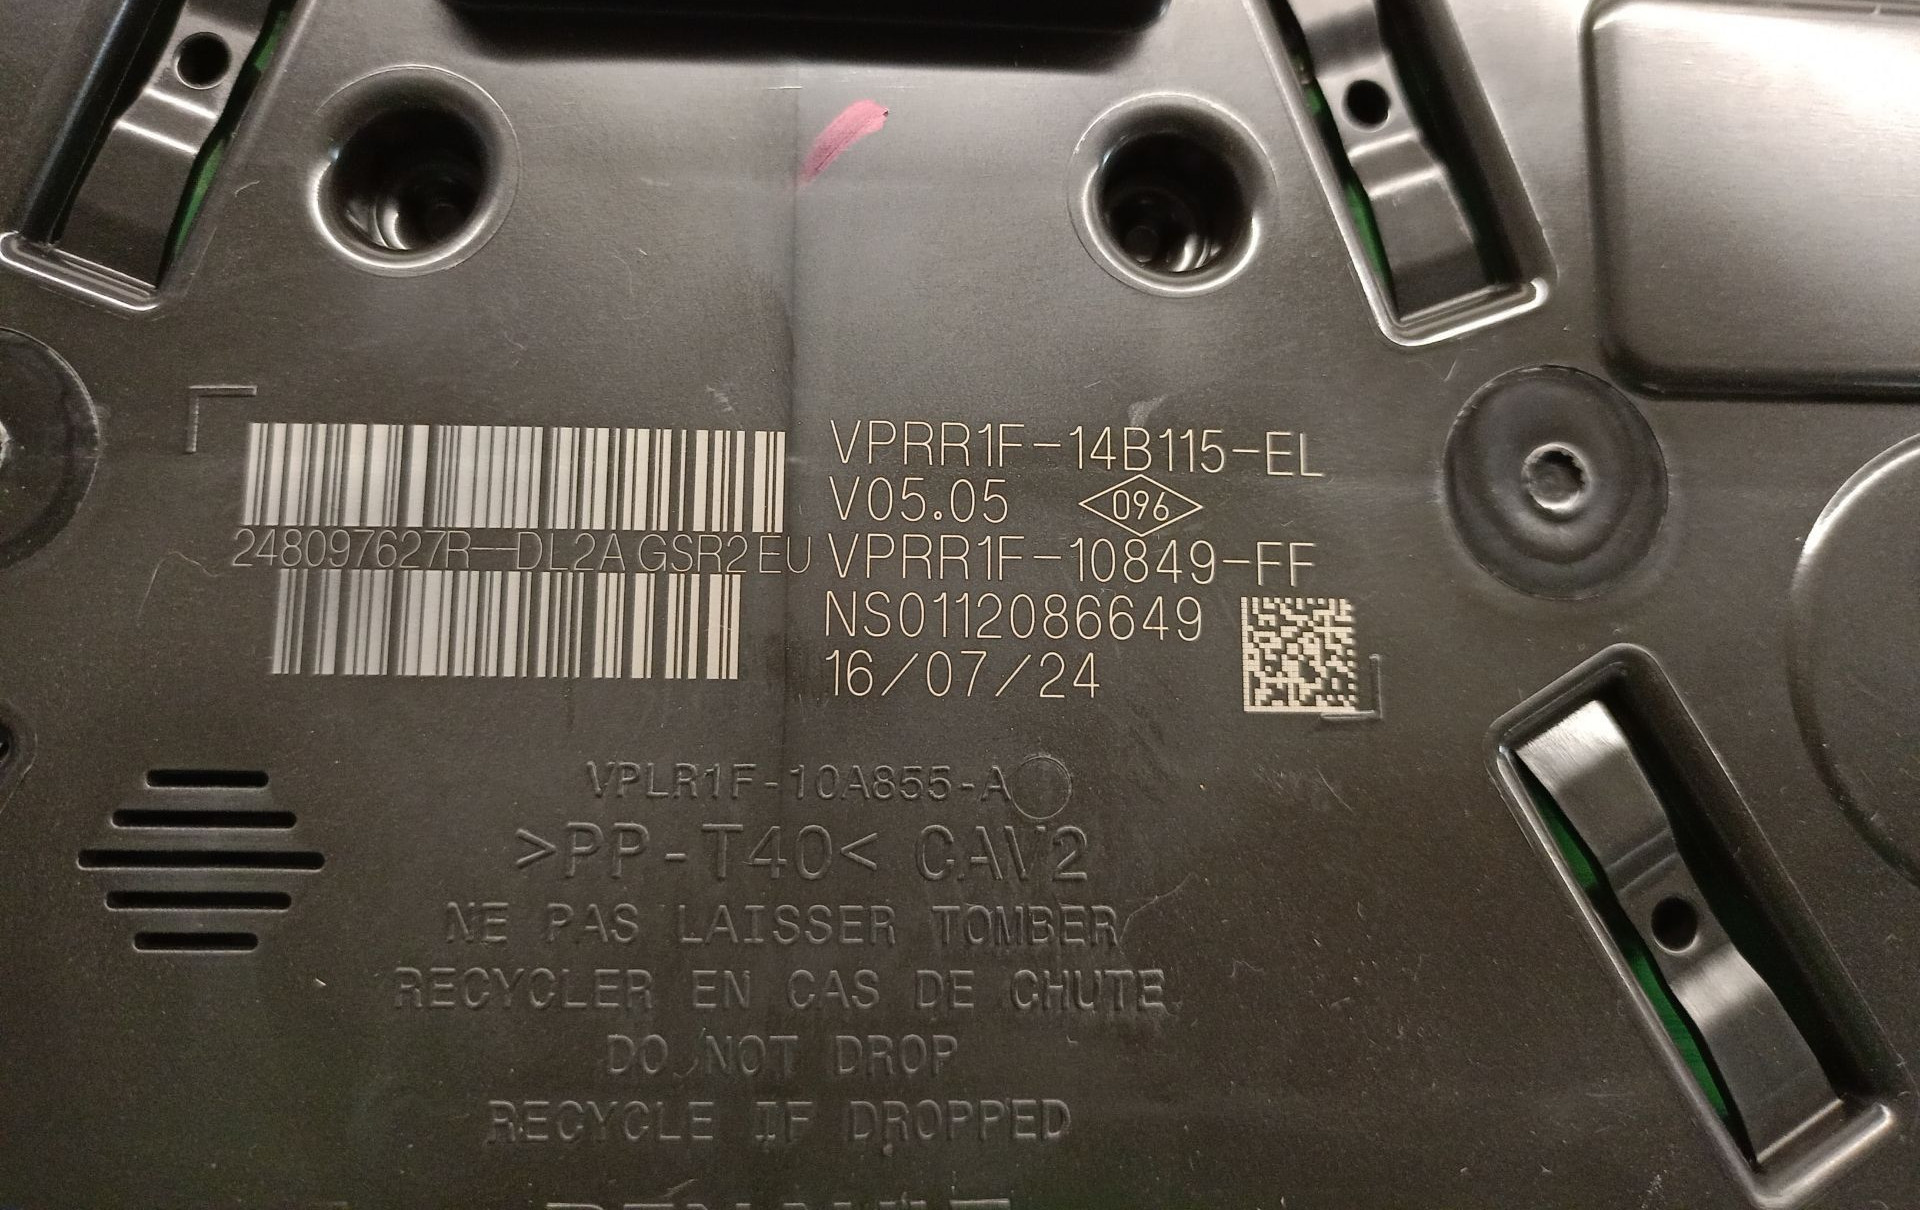 VPRR1F-14B115-EL
V05.05 096
248097627R--DL2A GSR2 EU VPRR1F-10849-FF
NS0112086649
16/07/24
VPLR1F-10A855-A
>PP-T40< CAV2
NE PAS LAISSER TOMBER
RECYCLER EN CAS DE CHUTE
DO NOT DROP
RECYCLE IF DROPPED